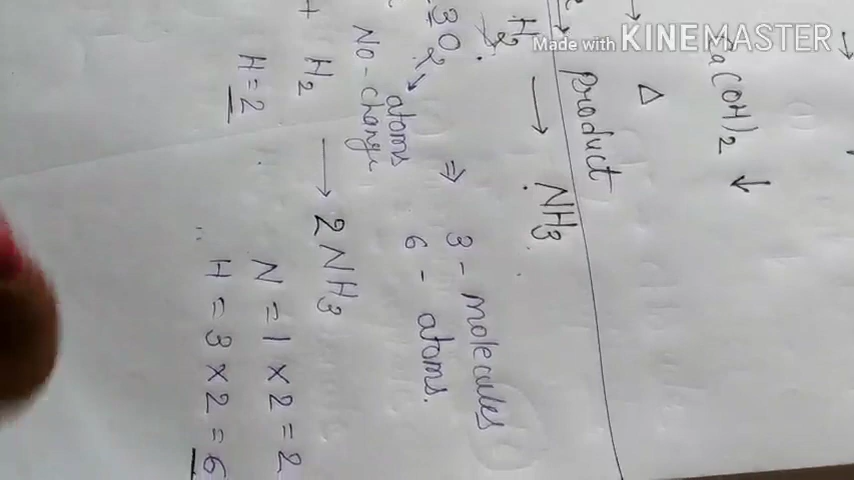 Made with KINEMASTER
a(OH)2 ↓
Δ
product
H2 → NH3
3O2 ⇒ 3 - molecules
atoms 6 - atoms.
No - change
+ H2 → 2NH3
H = 2 N = 1 × 2 = 2
H = 3 × 2 = 6